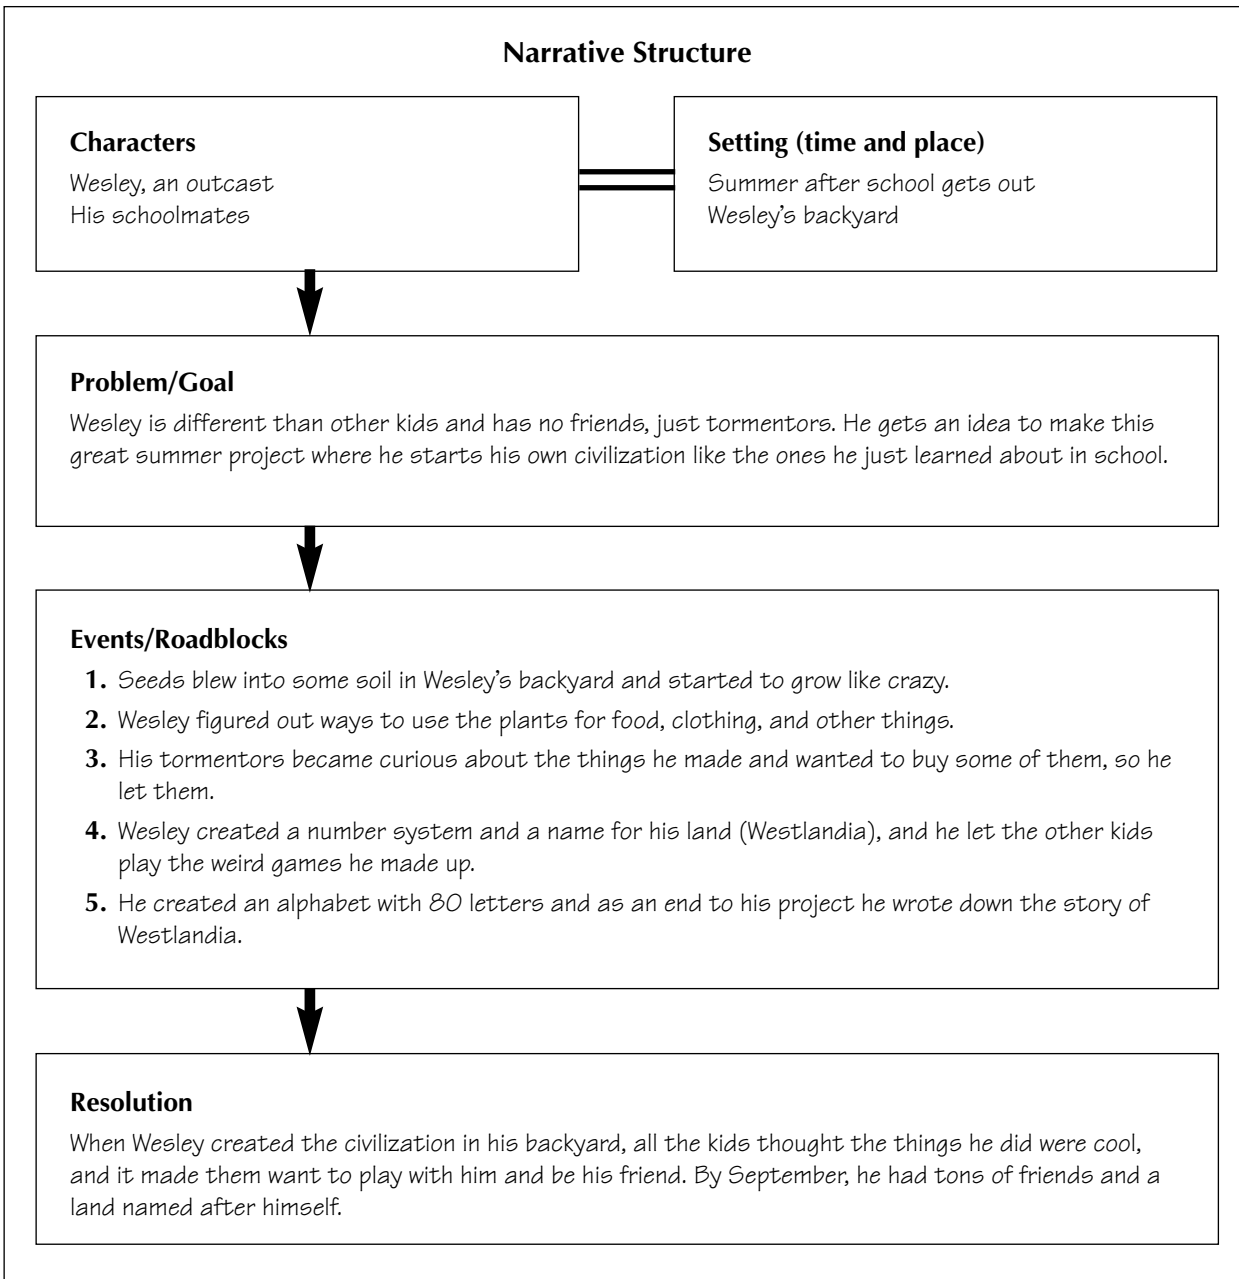 Narrative Structure
Characters
Wesley, an outcast
His schoolmates
Setting (time and place)
Summer after school gets out
Wesley's backyard
Problem/Goal
Wesley is different than other kids and has no friends, just tormentors. He gets an idea to make this
great summer project where he starts his own civilization like the ones he just learned about in school.
Events/Roadblocks
1. Seeds blew into some soil in Wesley's backyard and started to grow like crazy.
2. Wesley figured out ways to use the plants for food, clothing, and other things.
3. His tormentors became curious about the things he made and wanted to buy some of them, so he
let them.
4. Wesley created a number system and a name for his land (Westlandia), and he let the other kids
play the weird games he made up.
5. He created an alphabet with 80 letters and as an end to his project he wrote down the story of
Westlandia.
Resolution
When Wesley created the civilization in his backyard, all the kids thought the things he did were cool,
and it made them want to play with him and be his friend. By September, he had tons of friends and a
land named after himself.